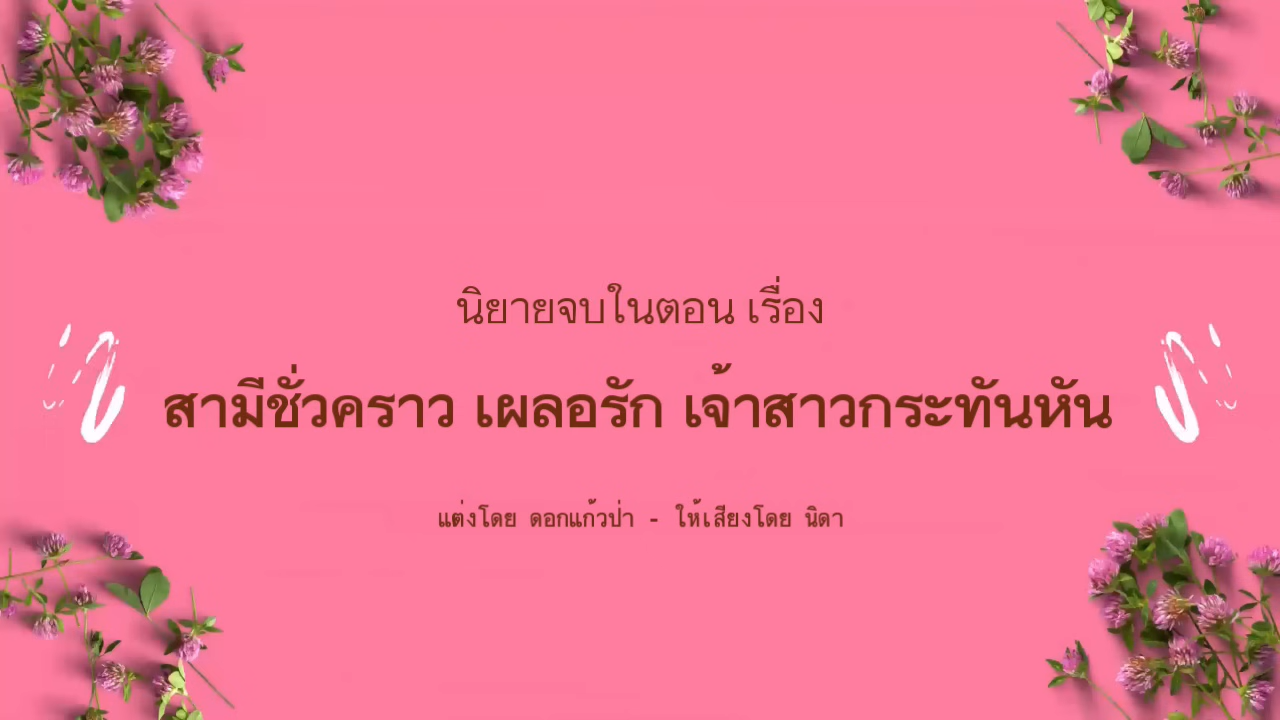 นิยายจบในตอน เรื่อง
สามีชั่วคราว เผลอรัก เจ้าสาวกระทันหัน
แต่งโดย ดอกแก้วป่า - ให้เสียงโดย นิดา